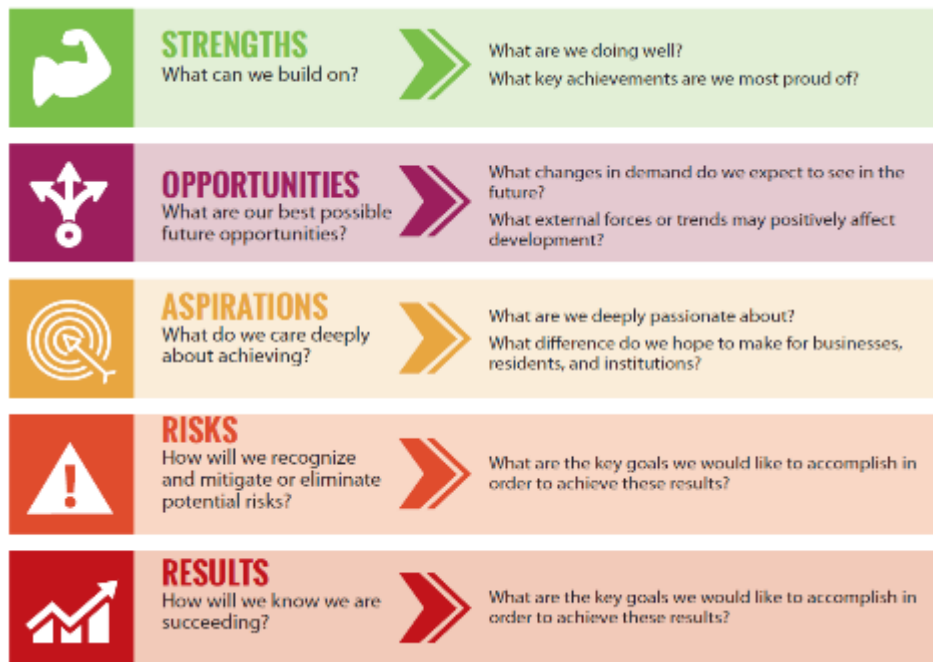 STRENGTHS
What can we build on?
What are we doing well?
What key achievements are we most proud of?
OPPORTUNITIES
What are our best possible
future opportunities?
What changes in demand do we expect to see in the
future?
What external forces or trends may positively affect
development?
ASPIRATIONS
What do we care deeply
about achieving?
What are we deeply passionate about?
What difference do we hope to make for businesses,
residents, and institutions?
RISKS
How will we recognize
and mitigate or eliminate
potential risks?
What are the key goals we would like to accomplish in
order to achieve these results?
RESULTS
How will we know we are
succeeding?
What are the key goals we would like to accomplish in
order to achieve these results?